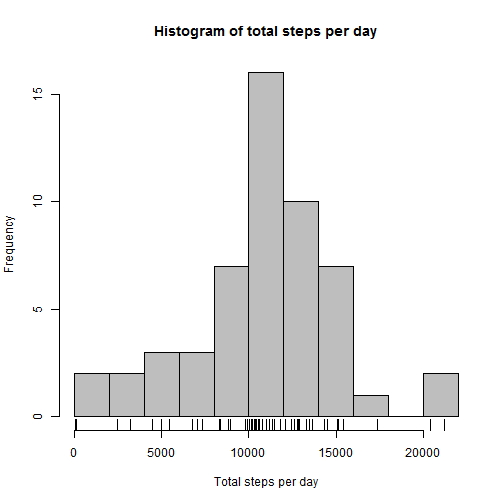 Histogram of total steps per day
Frequency
15
10
5
0
0 5000 10000 15000 20000
Total steps per day